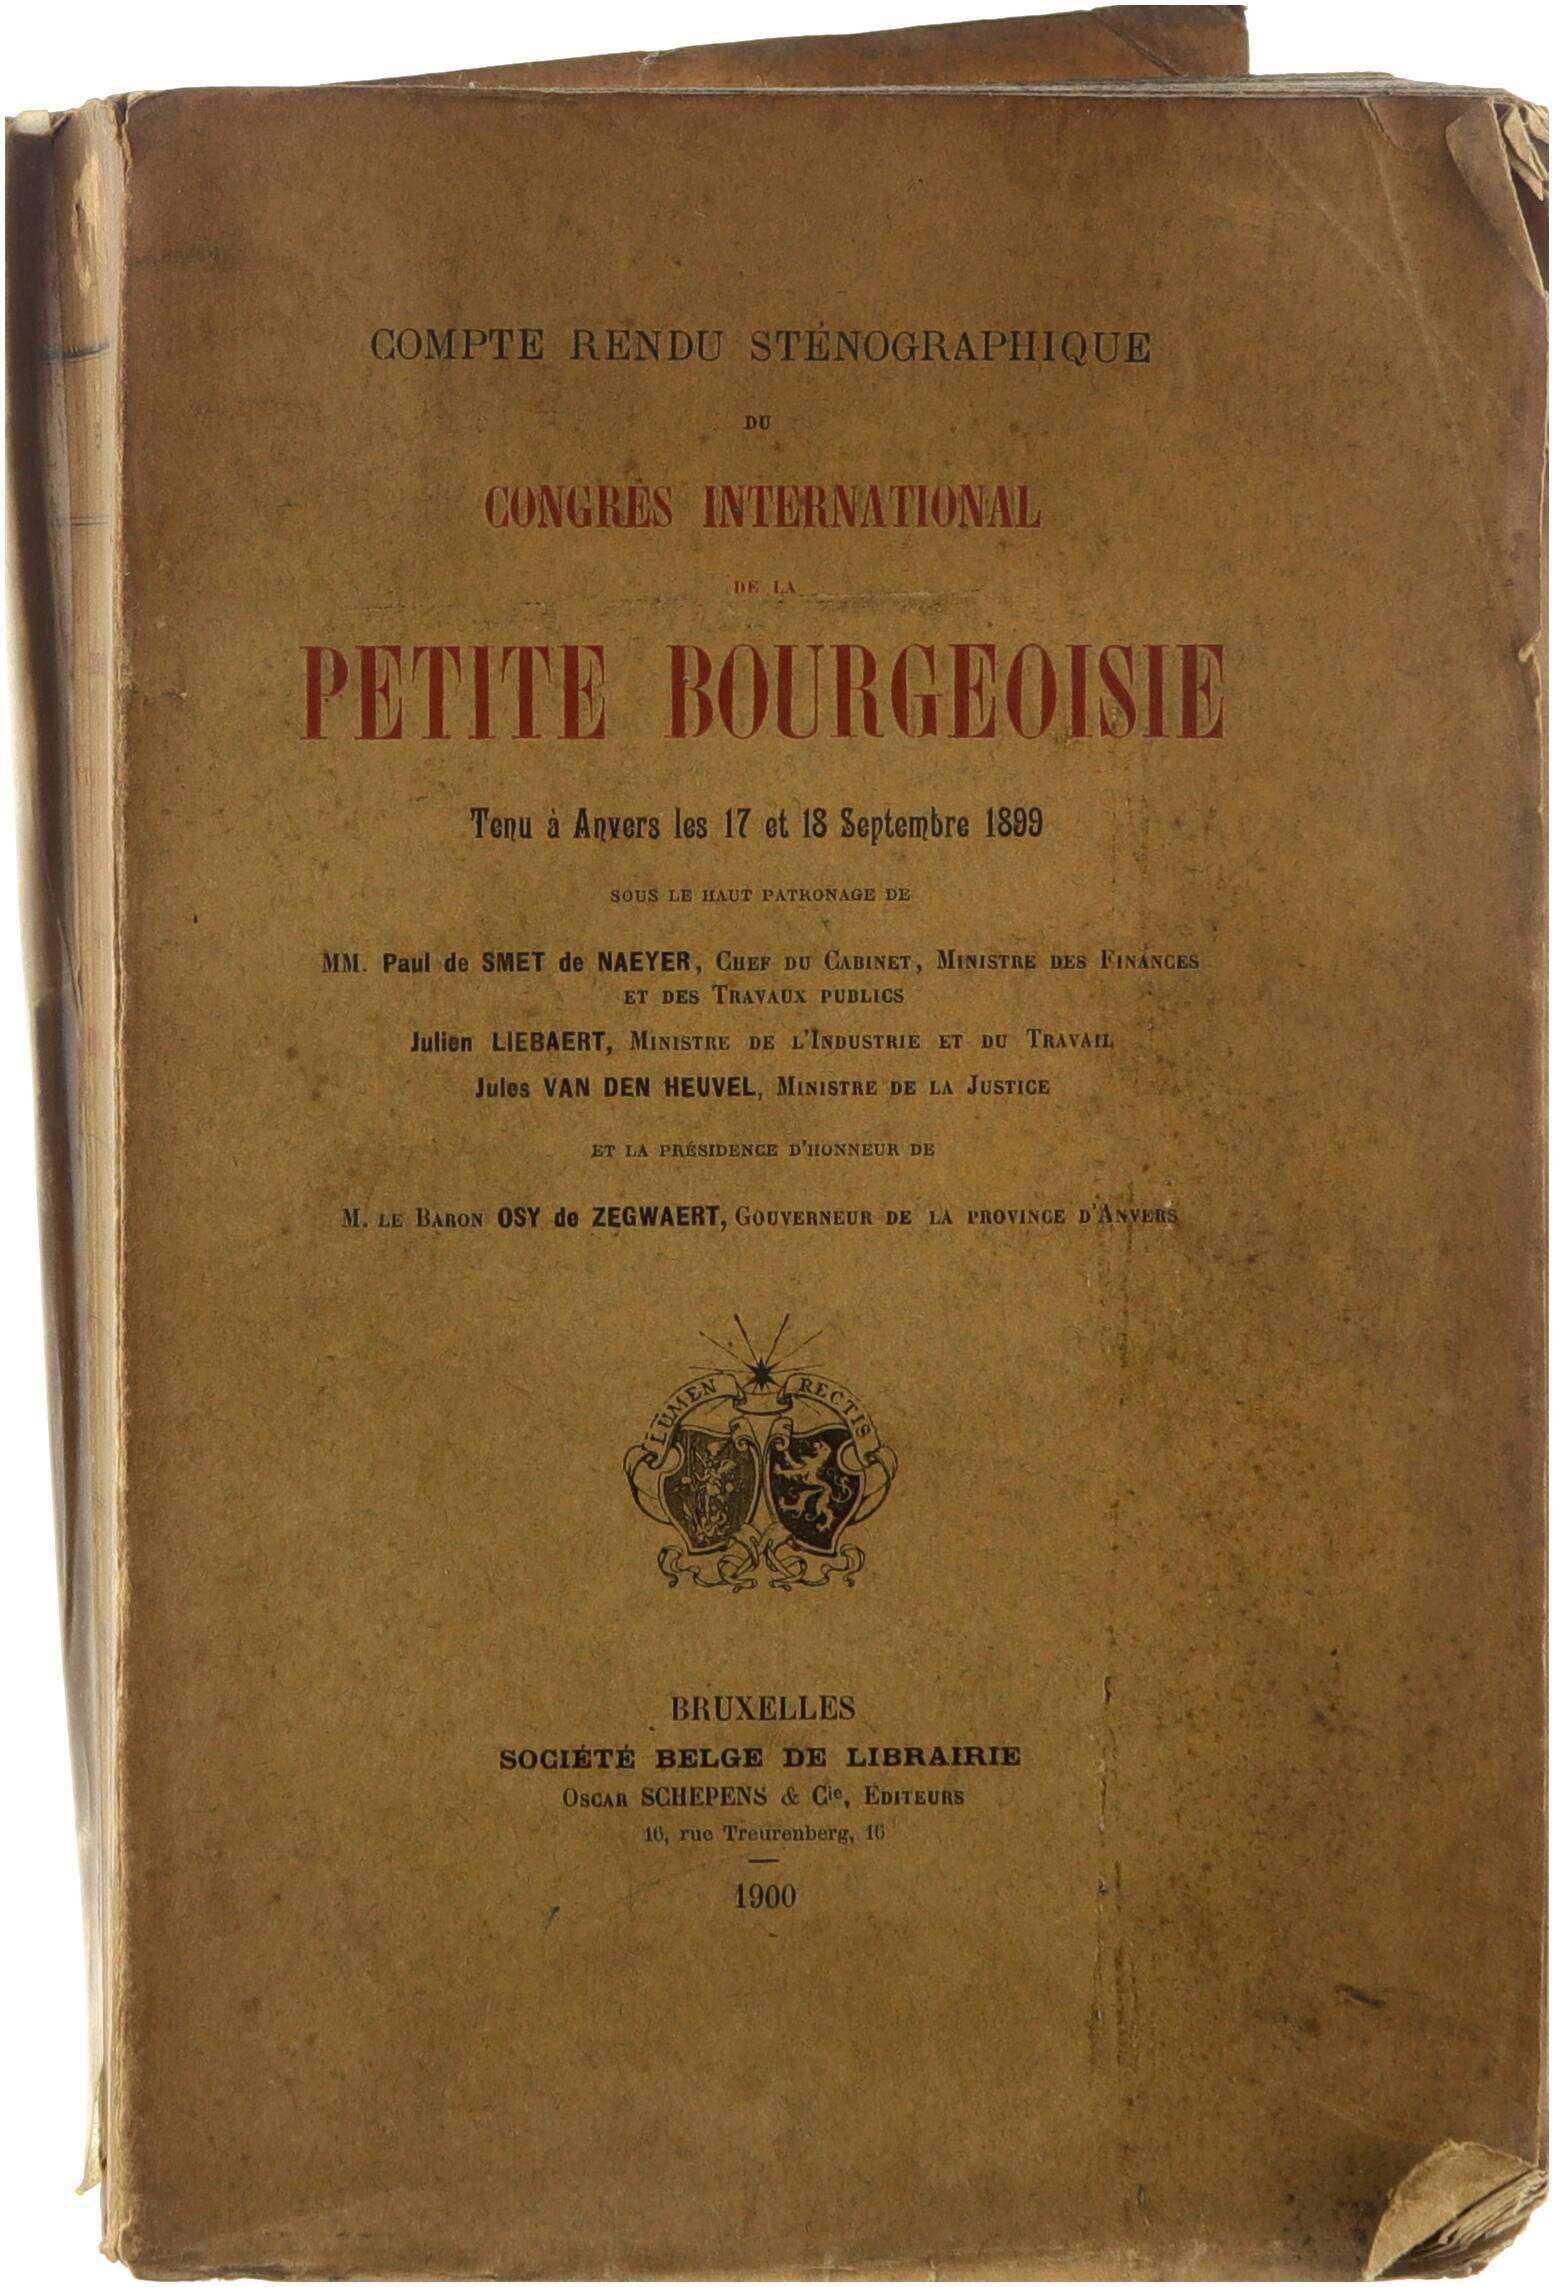 COMPTE RENDU STÉNOGRAPHIQUE
DU
CONGRÈS INTERNATIONAL
DE LA
PETITE BOURGEOISIE
Tenu à Anvers les 17 et 18 Septembre 1899
SOUS LE HAUT PATRONAGE DE
MM. Paul de SMET de NAEYER, CHEF DU CABINET, MINISTRE DES FINANCES
ET DES TRAVAUX PUBLICS
Julien LIEBAERT, MINISTRE DE L'INDUSTRIE ET DU TRAVAIL
Jules VAN DEN HEUVEL, MINISTRE DE LA JUSTICE
ET LA PRÉSIDENCE D'HONNEUR DE
M. LE BARON OSY de ZEGWAERT, GOUVERNEUR DE LA PROVINCE D'ANVERS
LUMEN RECTIS
BRUXELLES
SOCIÉTÉ BELGE DE LIBRAIRIE
OSCAR SCHEPENS & Cie, ÉDITEURS
16, rue Treurenberg, 16
1900